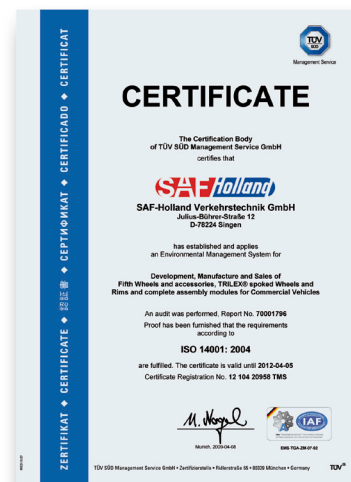 TÜV
SÜD
Management Service
CERTIFICATE
The Certification Body
of TÜV SÜD Management Service GmbH
certifies that
SAF Holland
SAF-Holland Verkehrstechnik GmbH
Julius-Bührer-Straße 12
D-78224 Singen
has established and applies
an Environmental Management System for
Development, Manufacture and Sales of
Fifth Wheels and accessories, TRILEX® spoked Wheels and
Rims and complete assembly modules for Commercial Vehicles
An audit was performed, Report No. 70001796
Proof has been furnished that the requirements
according to
ISO 14001: 2004
are fulfilled. The certificate is valid until 2012-04-05
Certificate Registration No. 12 104 20958 TMS
M. Wegel
Munich, 2009-04-06
IAF
EMS-TGA-ZM-07-92
TÜV SÜD Management Service GmbH • Zertifizierstelle • Ridlerstraße 65 • 80339 München • Germany
TÜV®
ZERTIFIKAT ◆ CERTIFICATE ◆ 認證證書 ◆ СЕРТИФИКАТ ◆ CERTIFICADO ◆ CERTIFICAT